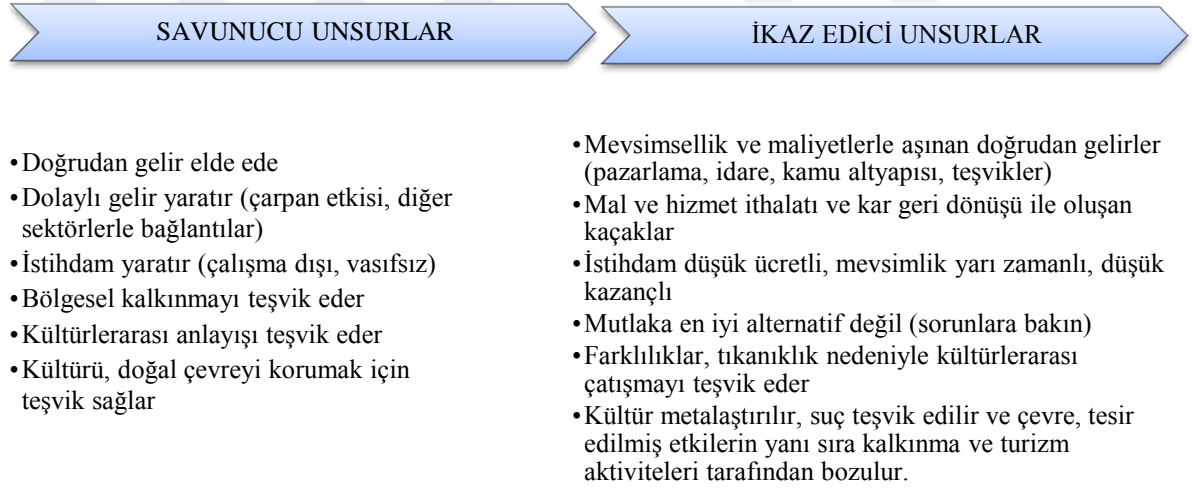 SAVUNUCU UNSURLAR
İKAZ EDİCİ UNSURLAR
•Doğrudan gelir elde ede
•Dolaylı gelir yaratır (çarpan etkisi, diğer
sektörlerle bağlantılar)
•İstihdam yaratır (çalışma dışı, vasıfsız)
•Bölgesel kalkınmayı teşvik eder
•Kültürlerarası anlayışı teşvik eder
•Kültürü, doğal çevreyi korumak için
teşvik sağlar
•Mevsimsellik ve maliyetlerle aşınan doğrudan gelirler
(pazarlama, idare, kamu altyapısı, teşvikler)
•Mal ve hizmet ithalatı ve kar geri dönüşü ile oluşan
kaçaklar
•İstihdam düşük ücretli, mevsimlik yarı zamanlı, düşük
kazançlı
•Mutlaka en iyi alternatif değil (sorunlara bakın)
•Farklılıklar, tıkanıklık nedeniyle kültürlerarası
çatışmayı teşvik eder
•Kültür metalaştırılır, suç teşvik edilir ve çevre, tesir
edilmiş etkilerin yanı sıra kalkınma ve turizm
aktiviteleri tarafından bozulur.